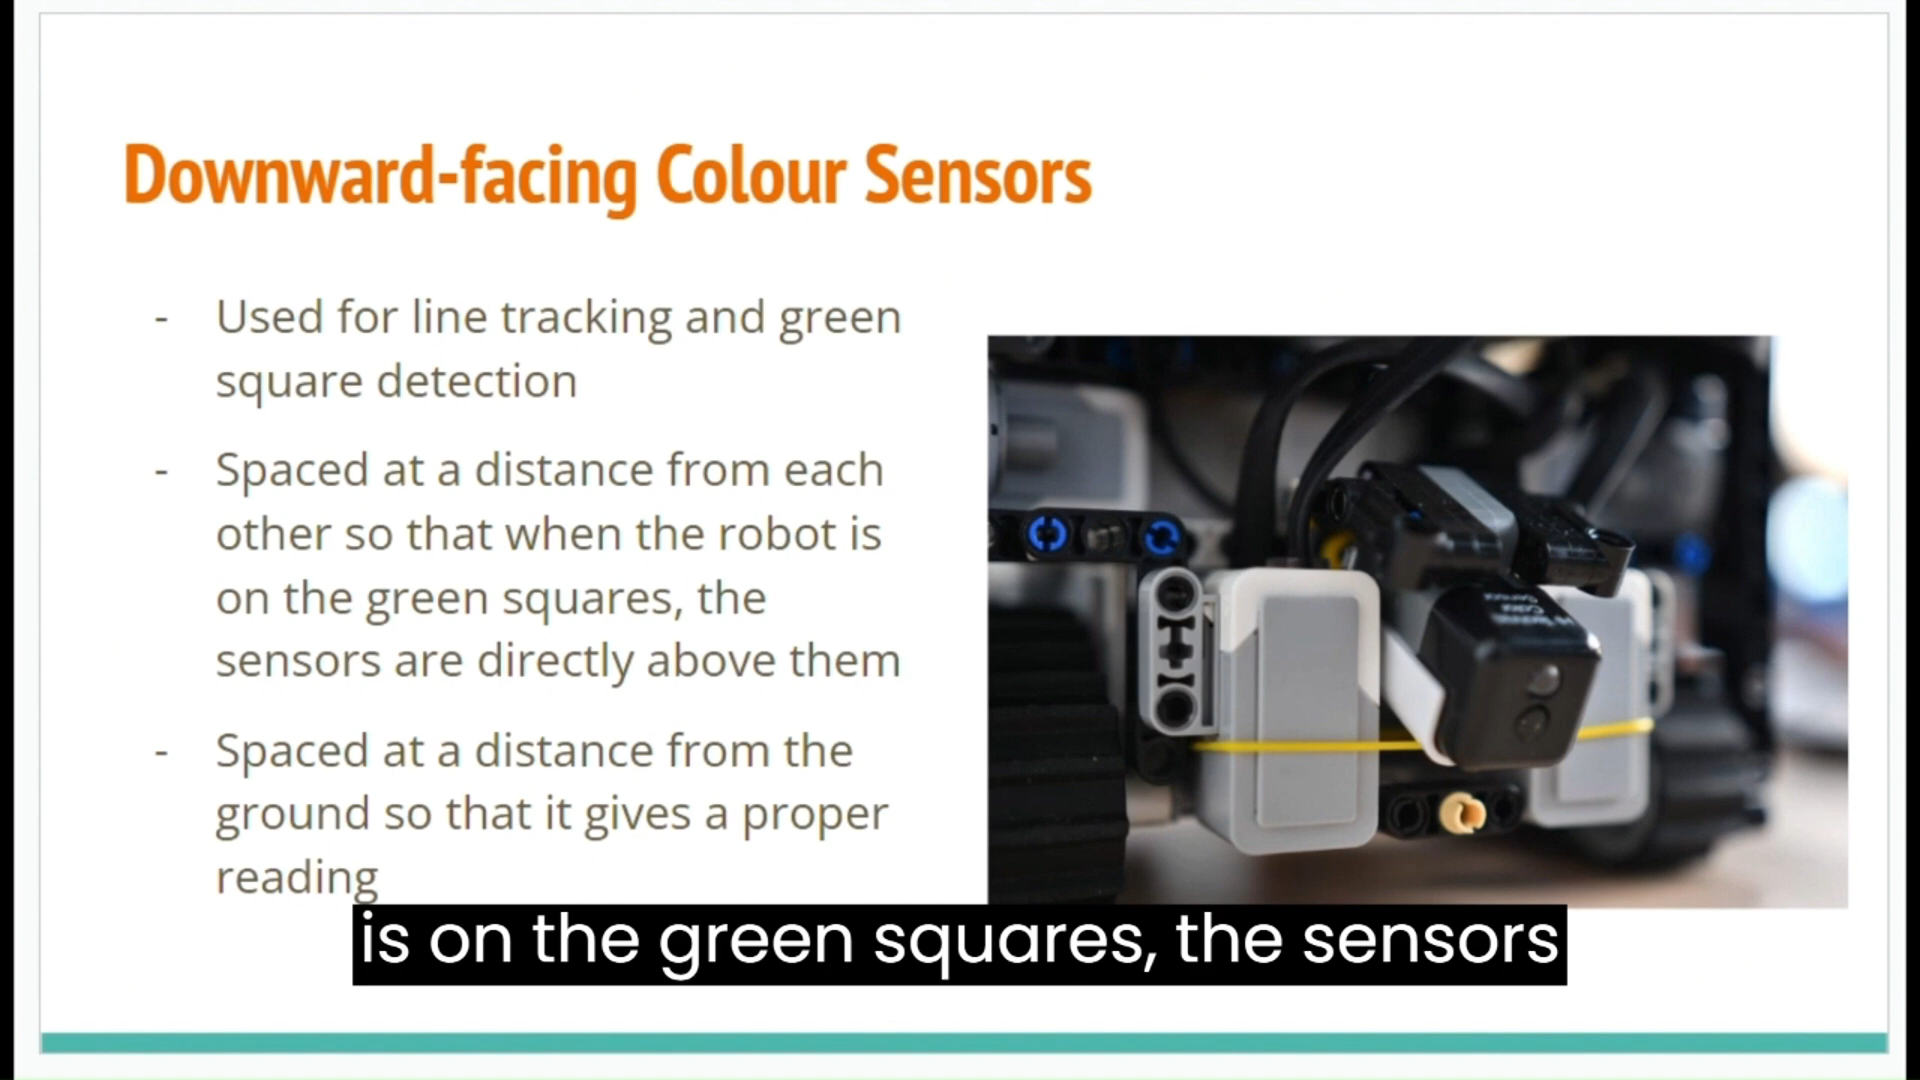 Downward-facing Colour Sensors
- Used for line tracking and green
square detection
- Spaced at a distance from each
other so that when the robot is
on the green squares, the
sensors are directly above them
- Spaced at a distance from the
ground so that it gives a proper
reading
is on the green squares, the sensors